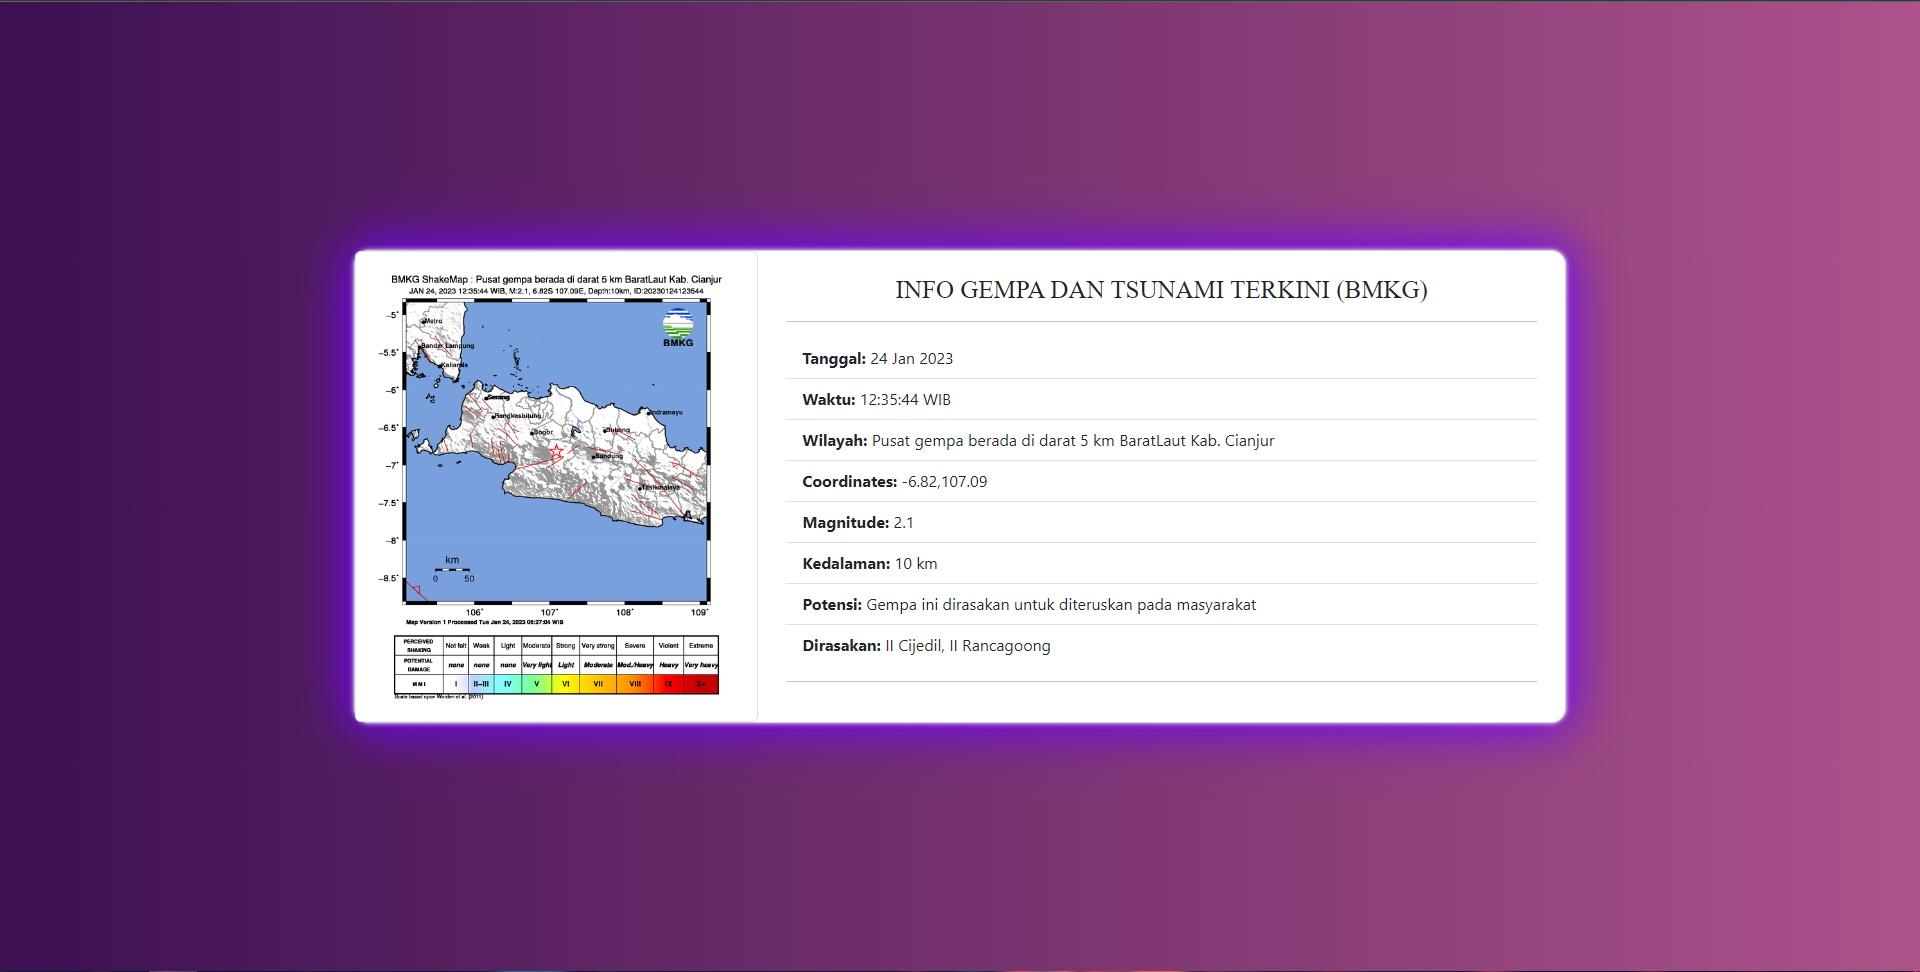 BMKG ShakeMap : Pusat gempa berada di darat 5 km BaratLaut Kab. Cianjur
JAN 24, 2023 12:35:44 WIB, M:2.1, 6.82S 107.09E, Depth:10km, ID:20230124123544
BMKG
Metro
Bandar Lampung
Kalianda
Serang
Rangkasbitung
Bogor
Subang
Indramayu
Bandung
Tasikmalaya
−5˚
−5.5˚
−6˚
−6.5˚
−7˚
−7.5˚
−8˚
−8.5˚
km
0 50
106˚ 107˚ 108˚ 109˚
Map Version 1 Processed Tue Jan 24, 2023 06:27:04 WIB
PERCEIVED SHAKING Not felt Weak Light Moderate Strong Very strong Severe Violent Extreme
POTENTIAL DAMAGE none none none Very light Light Moderate Mod./Heavy Heavy Very heavy
MMI I II−III IV V VI VII VIII IX X+
Scale based upon Worden et al. (2011)
INFO GEMPA DAN TSUNAMI TERKINI (BMKG)
Tanggal: 24 Jan 2023
Waktu: 12:35:44 WIB
Wilayah: Pusat gempa berada di darat 5 km BaratLaut Kab. Cianjur
Coordinates: -6.82,107.09
Magnitude: 2.1
Kedalaman: 10 km
Potensi: Gempa ini dirasakan untuk diteruskan pada masyarakat
Dirasakan: II Cijedil, II Rancagoong